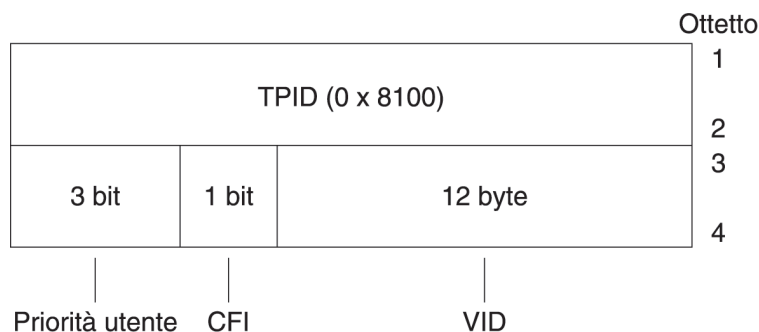 Ottetto
1
TPID (0 x 8100)
2
3
3 bit 1 bit 12 byte
4
Priorità utente CFI VID